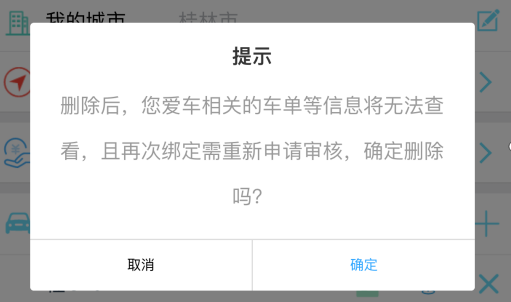 我的城市 桂林市
提示
删除后，您爱车相关的车单等信息将无法查
看，且再次绑定需重新申请审核，确定删除
吗?
取消 确定